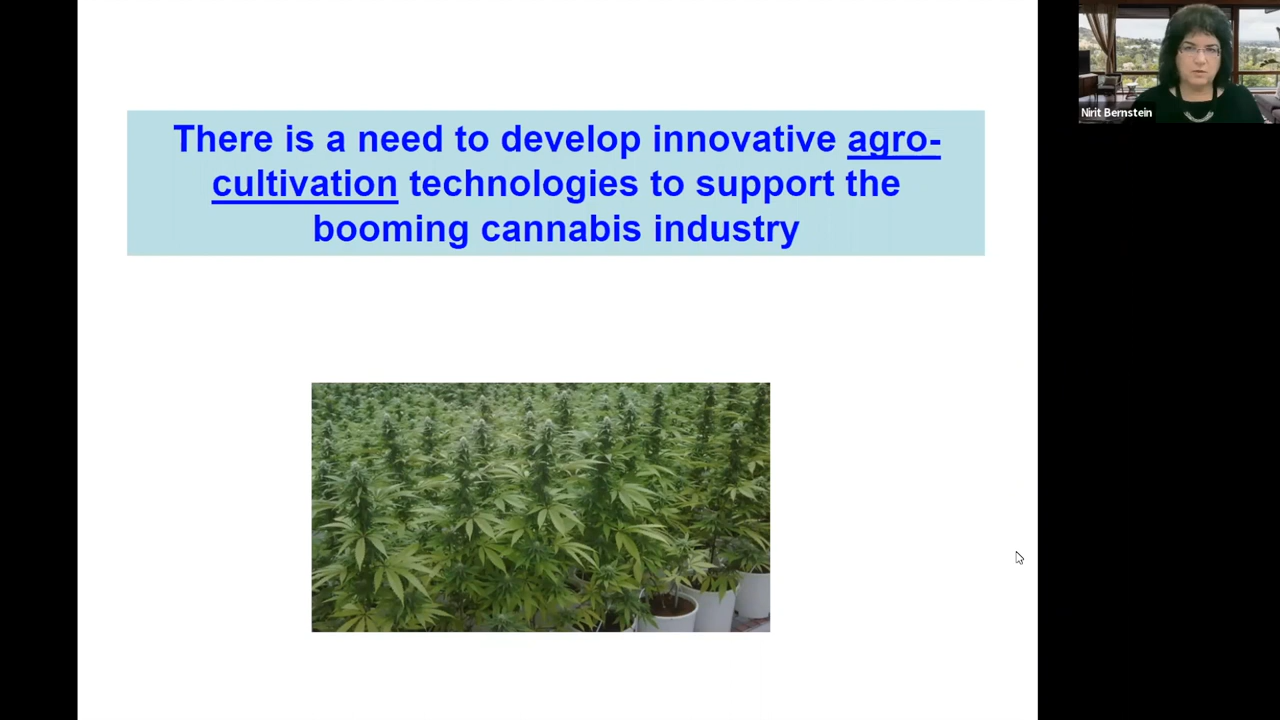 There is a need to develop innovative agro-
cultivation technologies to support the
booming cannabis industry
Nirit Bernstein